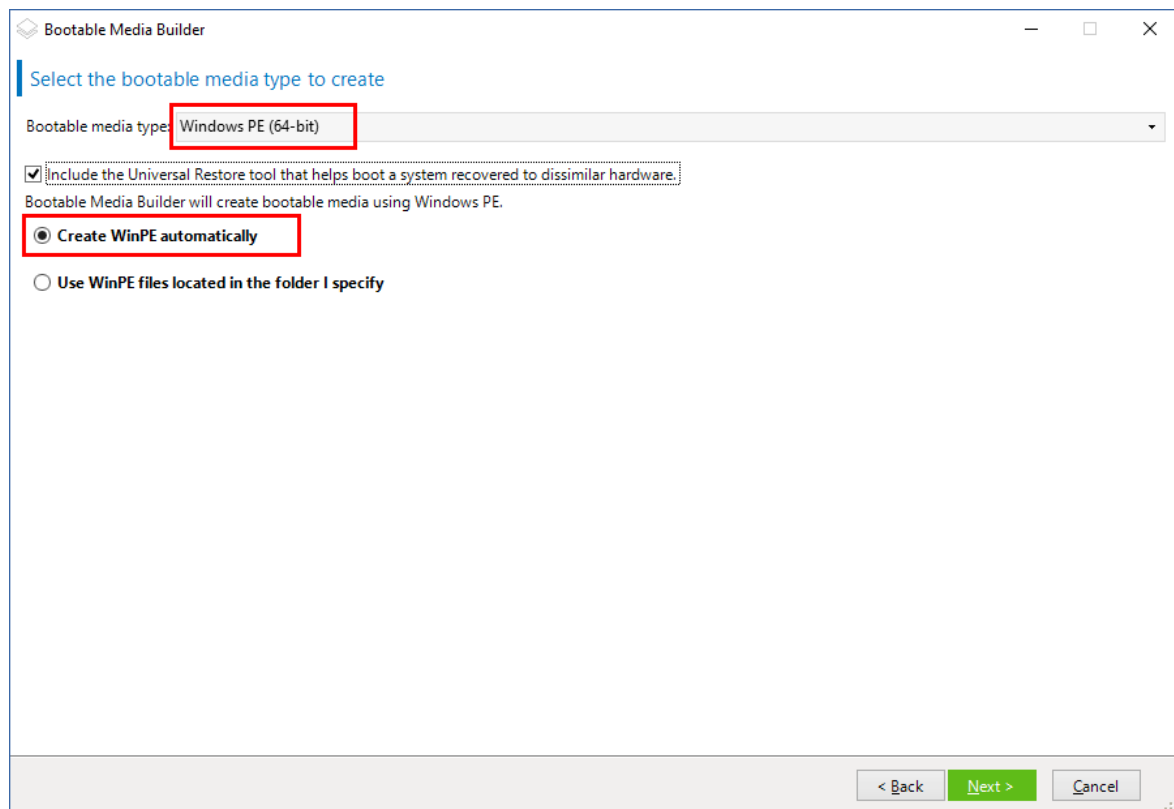 Bootable Media Builder
Select the bootable media type to create
Bootable media type: Windows PE (64-bit)
Include the Universal Restore tool that helps boot a system recovered to dissimilar hardware.
Bootable Media Builder will create bootable media using Windows PE.
Create WinPE automatically
Use WinPE files located in the folder I specify
< Back Next > Cancel